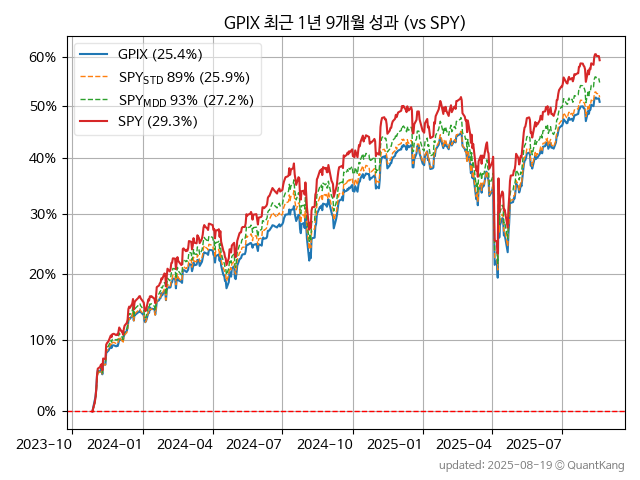 GPIX 최근 1년 9개월 성과 (vs SPY)
GPIX (25.4%)
SPY_STD 89% (25.9%)
SPY_MDD 93% (27.2%)
SPY (29.3%)
60%
50%
40%
30%
20%
10%
0%
2023-10 2024-01 2024-04 2024-07 2024-10 2025-01 2025-04 2025-07
updated: 2025-08-19 © QuantKang